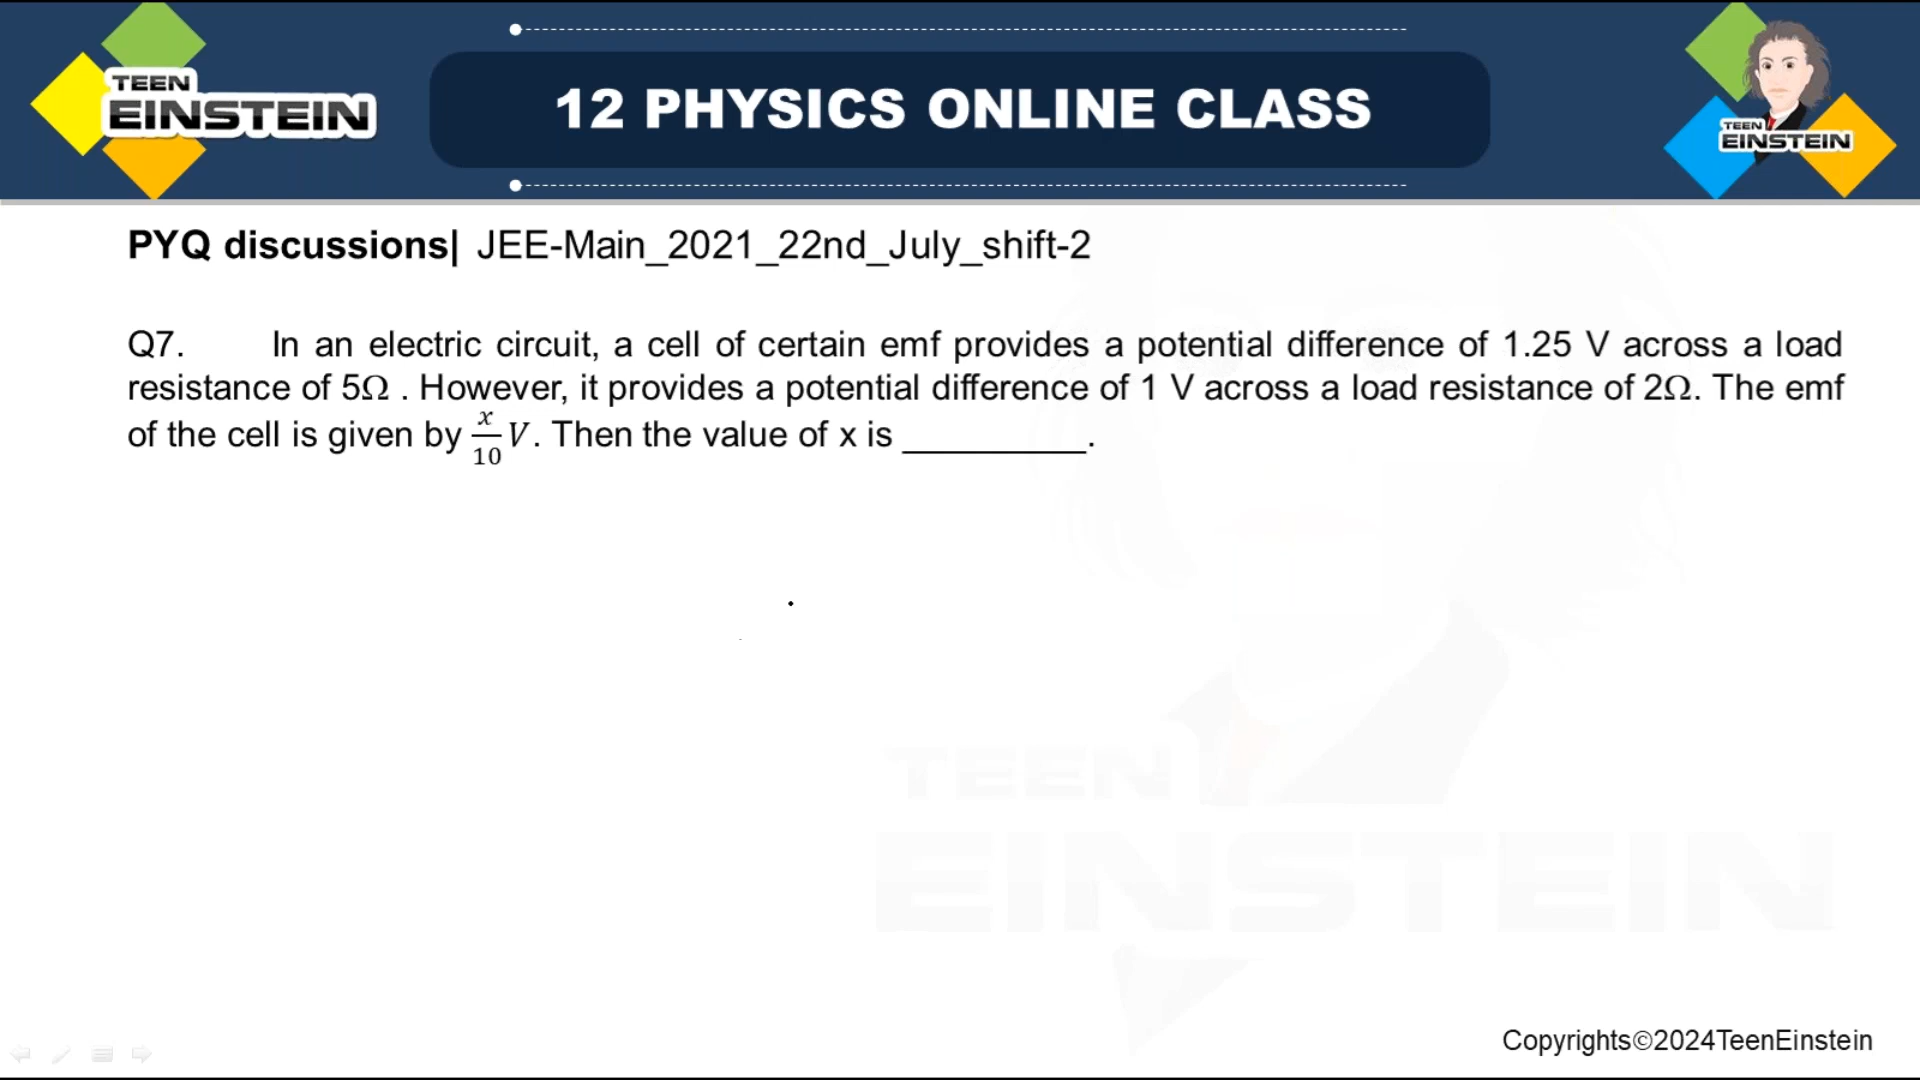 TEEN
EINSTEIN
12 PHYSICS ONLINE CLASS
TEEN
EINSTEIN
PYQ discussions| JEE-Main_2021_22nd_July_shift-2
Q7. In an electric circuit, a cell of certain emf provides a potential difference of 1.25 V across a load
resistance of 5Ω . However, it provides a potential difference of 1 V across a load resistance of 2Ω. The emf
of the cell is given by x/10 V. Then the value of x is __________.
TEEN
EINSTEIN
Copyrights©2024TeenEinstein